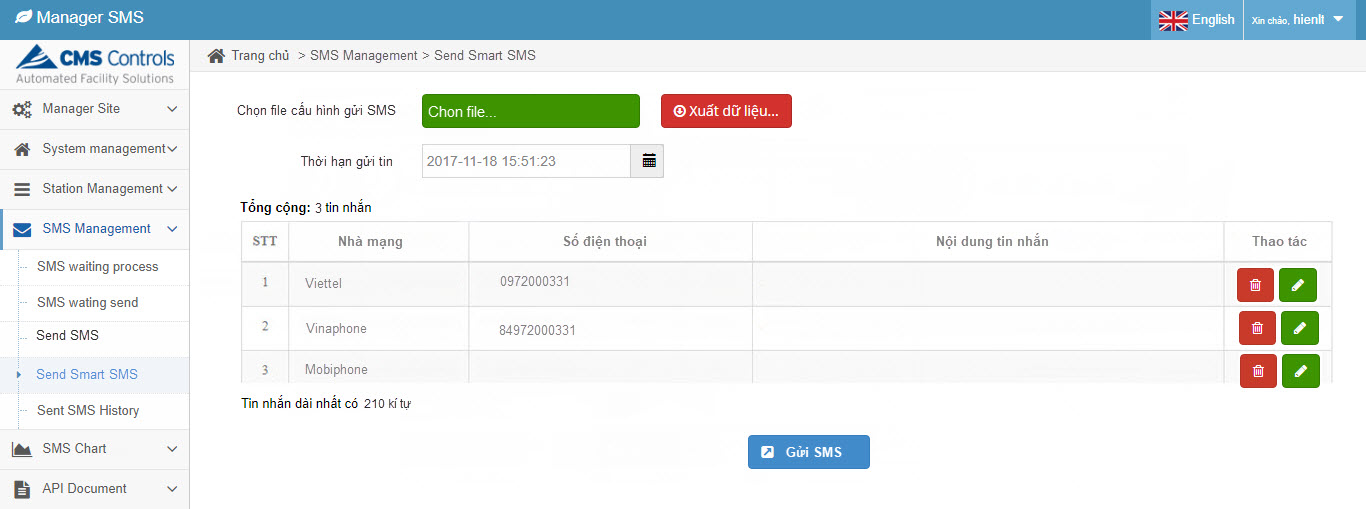 Manager SMS
English
Xin chào, hienlt
CMS Controls
Automated Facility Solutions
Trang chủ > SMS Management > Send Smart SMS
Manager Site
System management
Station Management
SMS Management
SMS waiting process
SMS wating send
Send SMS
Send Smart SMS
Sent SMS History
SMS Chart
API Document
Chọn file cấu hình gửi SMS
Chon file...
Xuất dữ liệu...
Thời hạn gửi tin
2017-11-18 15:51:23
Tổng cộng: 3 tin nhắn
STT Nhà mạng Số điện thoại Nội dung tin nhắn Thao tác
1 Viettel 0972000331
2 Vinaphone 84972000331
3 Mobiphone
Tin nhắn dài nhất có 210 kí tự
Gửi SMS